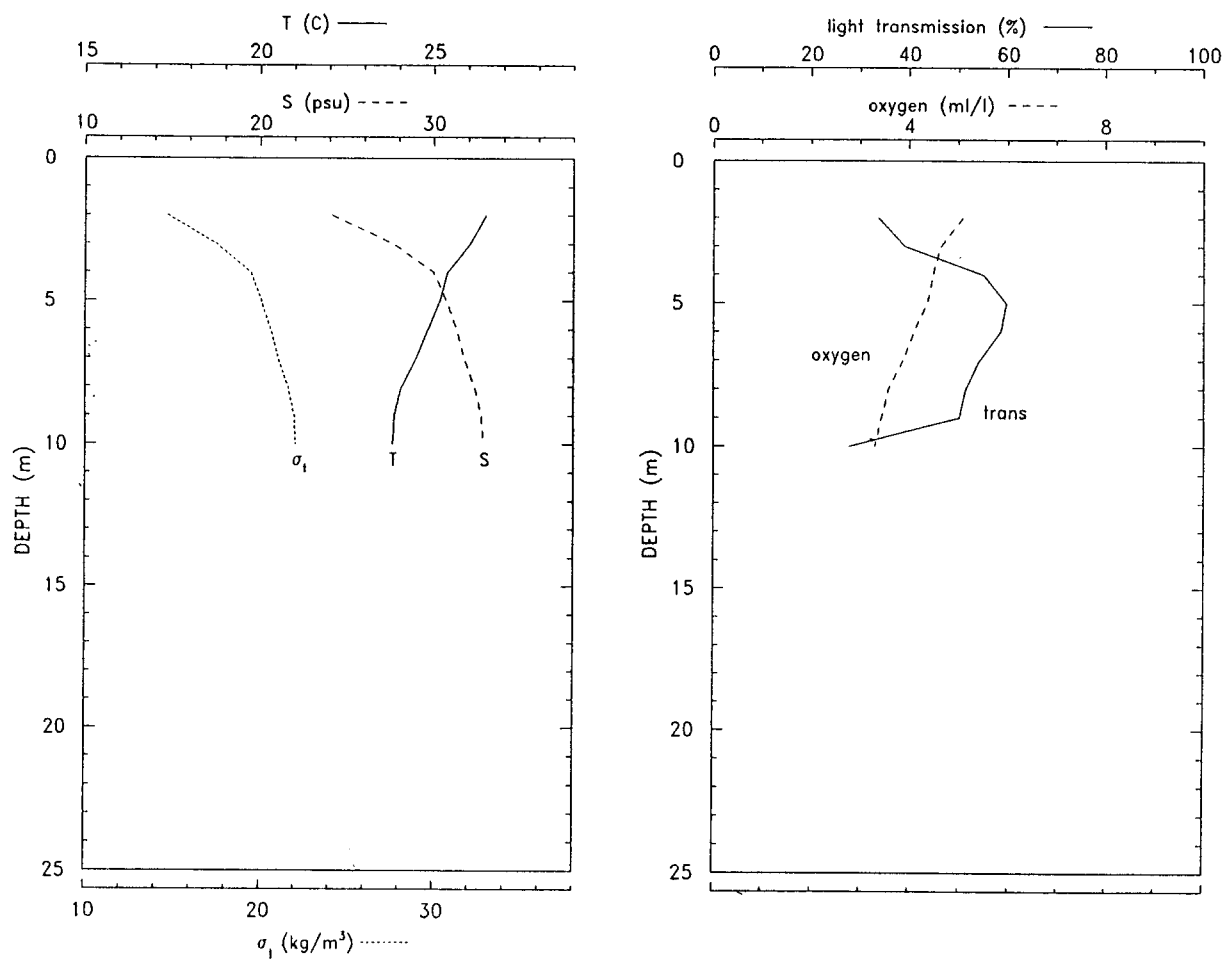 T (C)
15 20 25
S (psu)
10 20 30
0
5
10
15
20
25
DEPTH (m)
σt
T
S
10 20 30
σt (kg/m³)
light transmission (%)
0 20 40 60 80 100
oxygen (ml/l)
0 4 8
0
5
10
15
20
25
DEPTH (m)
oxygen
trans